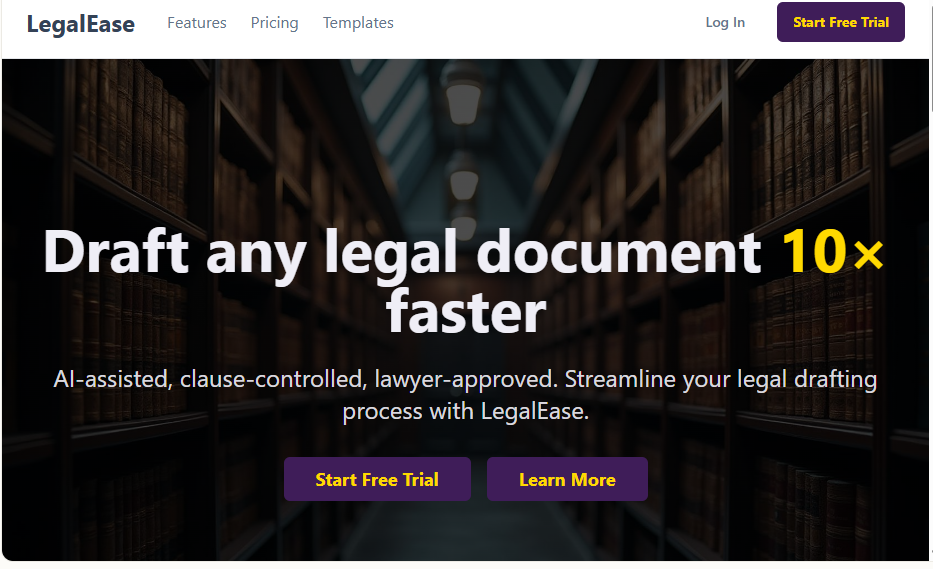 LegalEase Features Pricing Templates Log In Start Free Trial
Draft any legal document 10×
faster
AI-assisted, clause-controlled, lawyer-approved. Streamline your legal drafting
process with LegalEase.
Start Free Trial Learn More